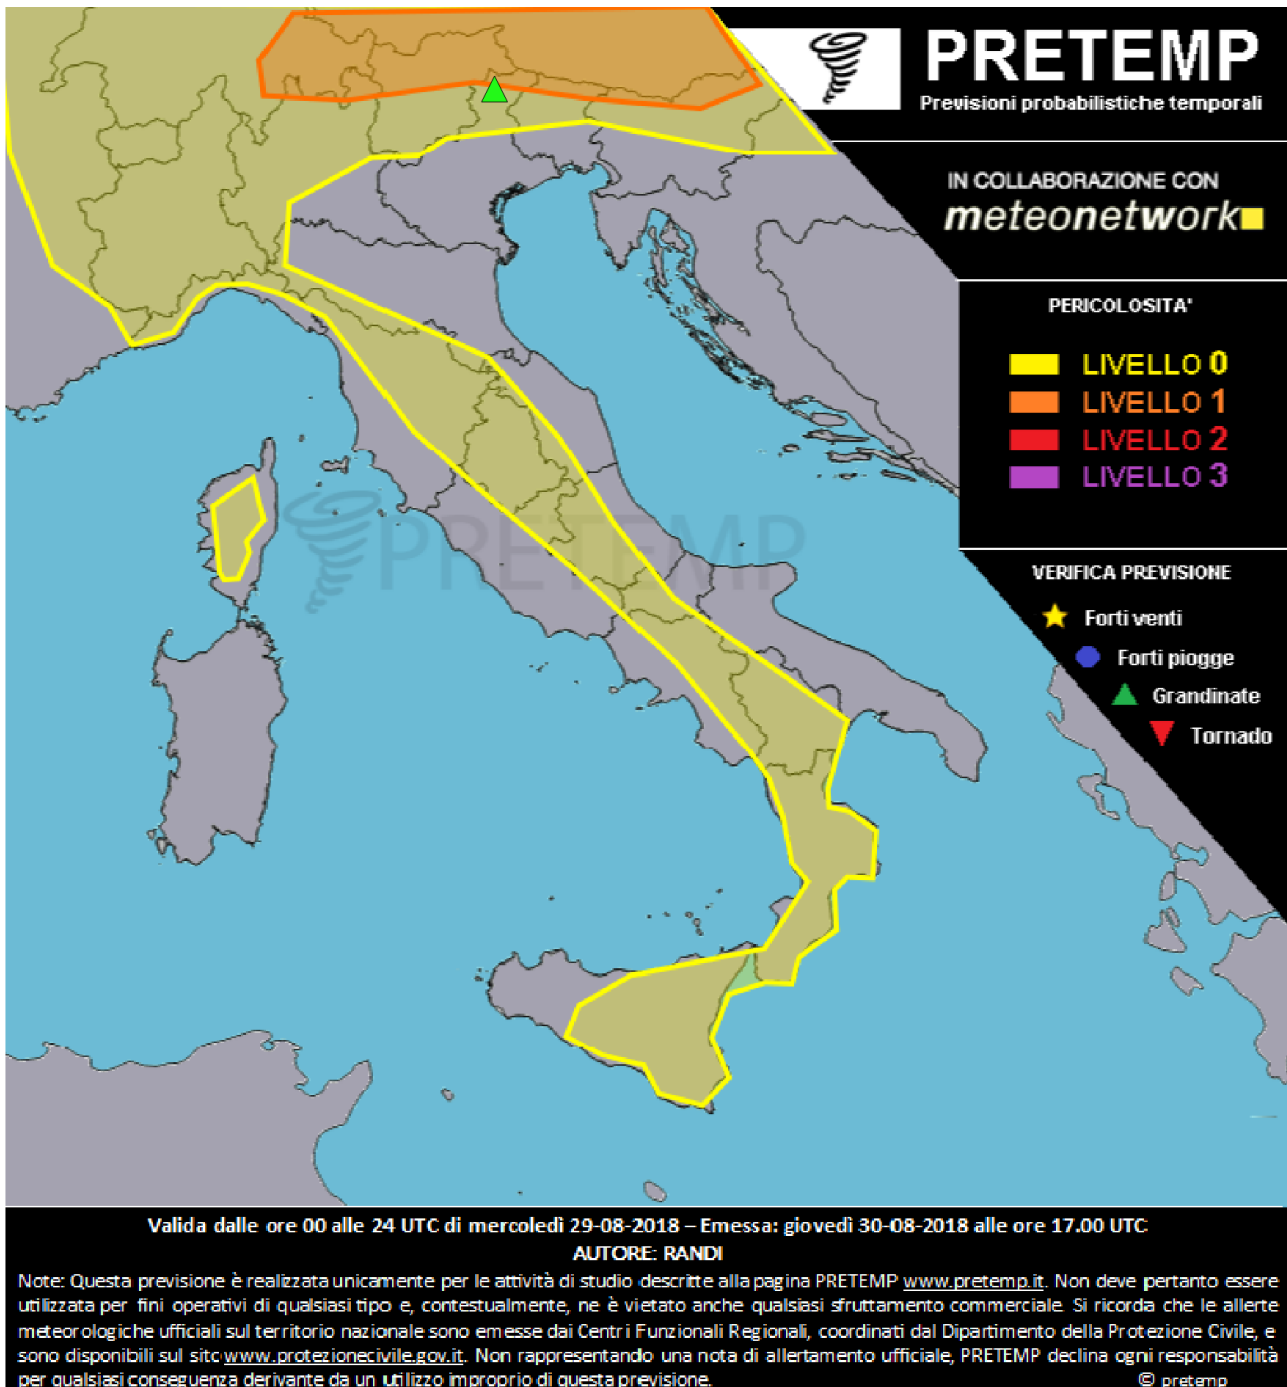 PRETEMP
Previsioni probabilistiche temporali
IN COLLABORAZIONE CON
meteonetwork
PERICOLOSITA'
LIVELLO 0
LIVELLO 1
LIVELLO 2
LIVELLO 3
VERIFICA PREVISIONE
Forti venti
Forti piogge
Grandinate
Tornado
PRETEMP
Valida dalle ore 00 alle 24 UTC di mercoledì 29-08-2018 – Emessa: giovedì 30-08-2018 alle ore 17.00 UTC
AUTORE: RANDI
Note: Questa previsione è realizzata unicamente per le attività di studio descritte alla pagina PRETEMP www.pretemp.it. Non deve pertanto essere
utilizzata per fini operativi di qualsiasi tipo e, contestualmente, ne è vietato anche qualsiasi sfruttamento commerciale. Si ricorda che le allerte
meteorologiche ufficiali sul territorio nazionale sono emesse dai Centri Funzionali Regionali, coordinati dal Dipartimento della Protezione Civile, e
sono disponibili sul sito www.protezionecivile.gov.it. Non rappresentando una nota di allertamento ufficiale, PRETEMP declina ogni responsabilità
per qualsiasi conseguenza derivante da un utilizzo improprio di questa previsione.
© pretemp